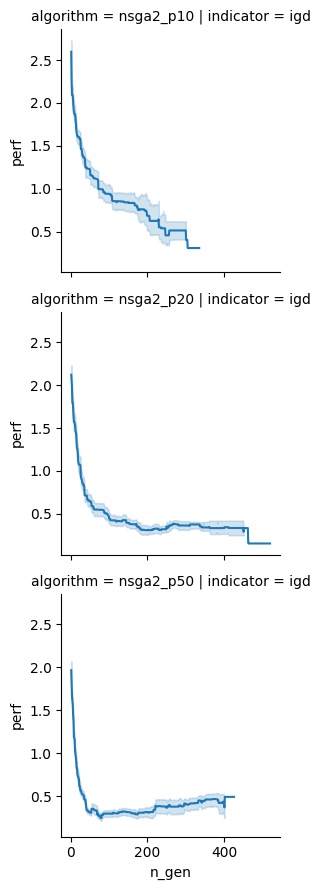 algorithm = nsga2_p10 | indicator = igd
2.5
2.0
perf
1.5
1.0
0.5
algorithm = nsga2_p20 | indicator = igd
2.5
2.0
perf
1.5
1.0
0.5
algorithm = nsga2_p50 | indicator = igd
2.5
2.0
perf
1.5
1.0
0.5
0 200 400
n_gen